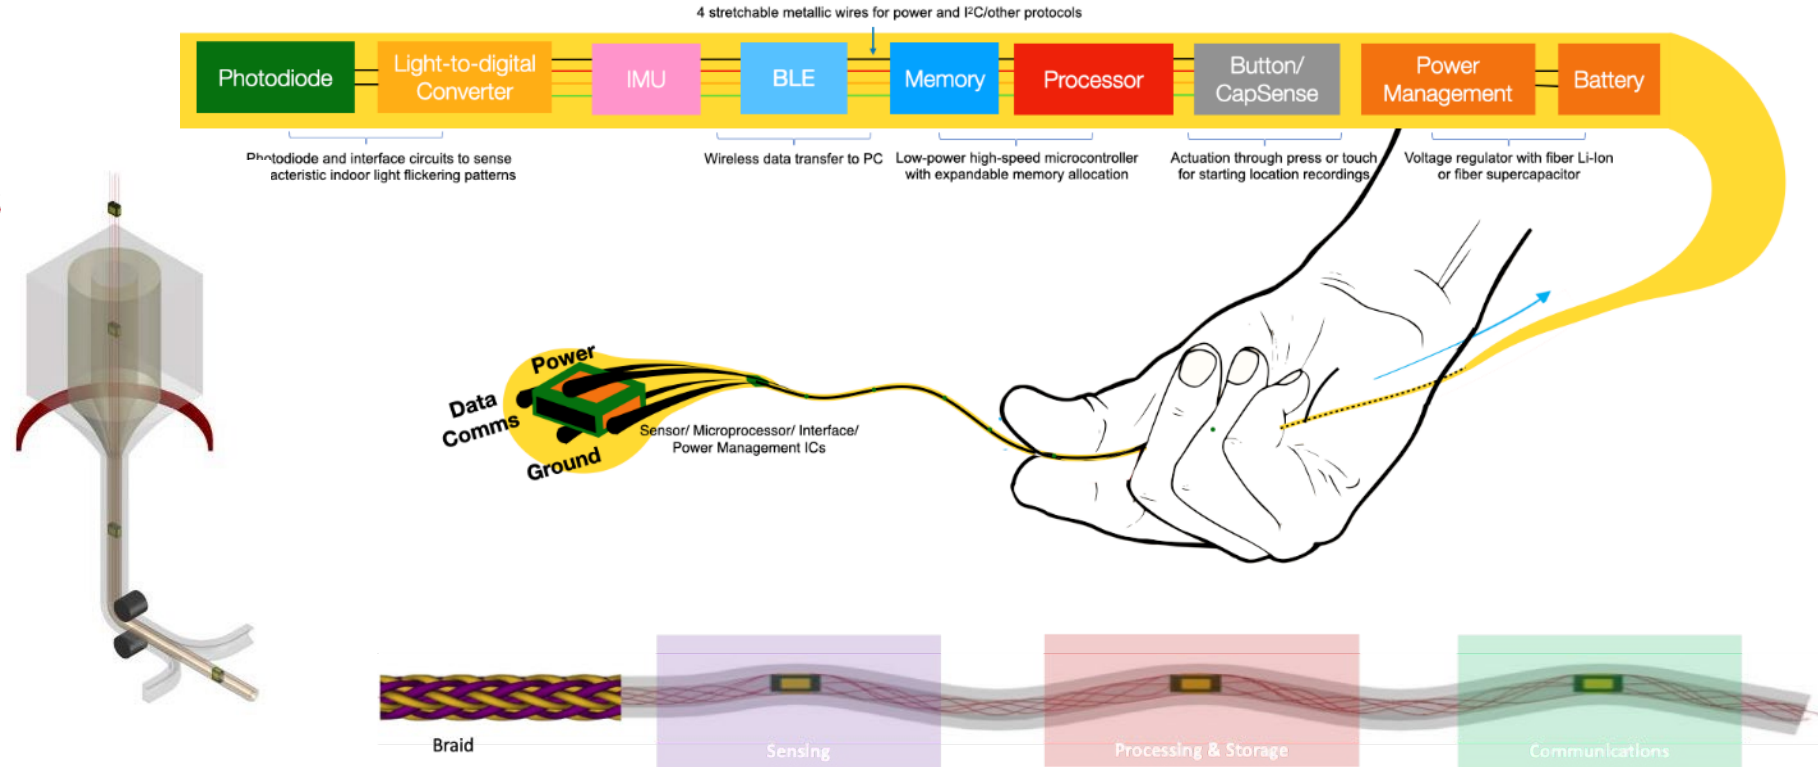 4 stretchable metallic wires for power and I²C/other protocols
Photodiode
Light-to-digital
Converter
IMU
BLE
Memory
Processor
Button/
CapSense
Power
Management
Battery
Photodiode and interface circuits to sense
acteristic indoor light flickering patterns
Wireless data transfer to PC
Low-power high-speed microcontroller
with expandable memory allocation
Actuation through press or touch
for starting location recordings
Voltage regulator with fiber Li-Ion
or fiber supercapacitor
Power
Data
Comms
Ground
Sensor/ Microprocessor/ Interface/
Power Management ICs
Braid
Sensing
Processing & Storage
Communications